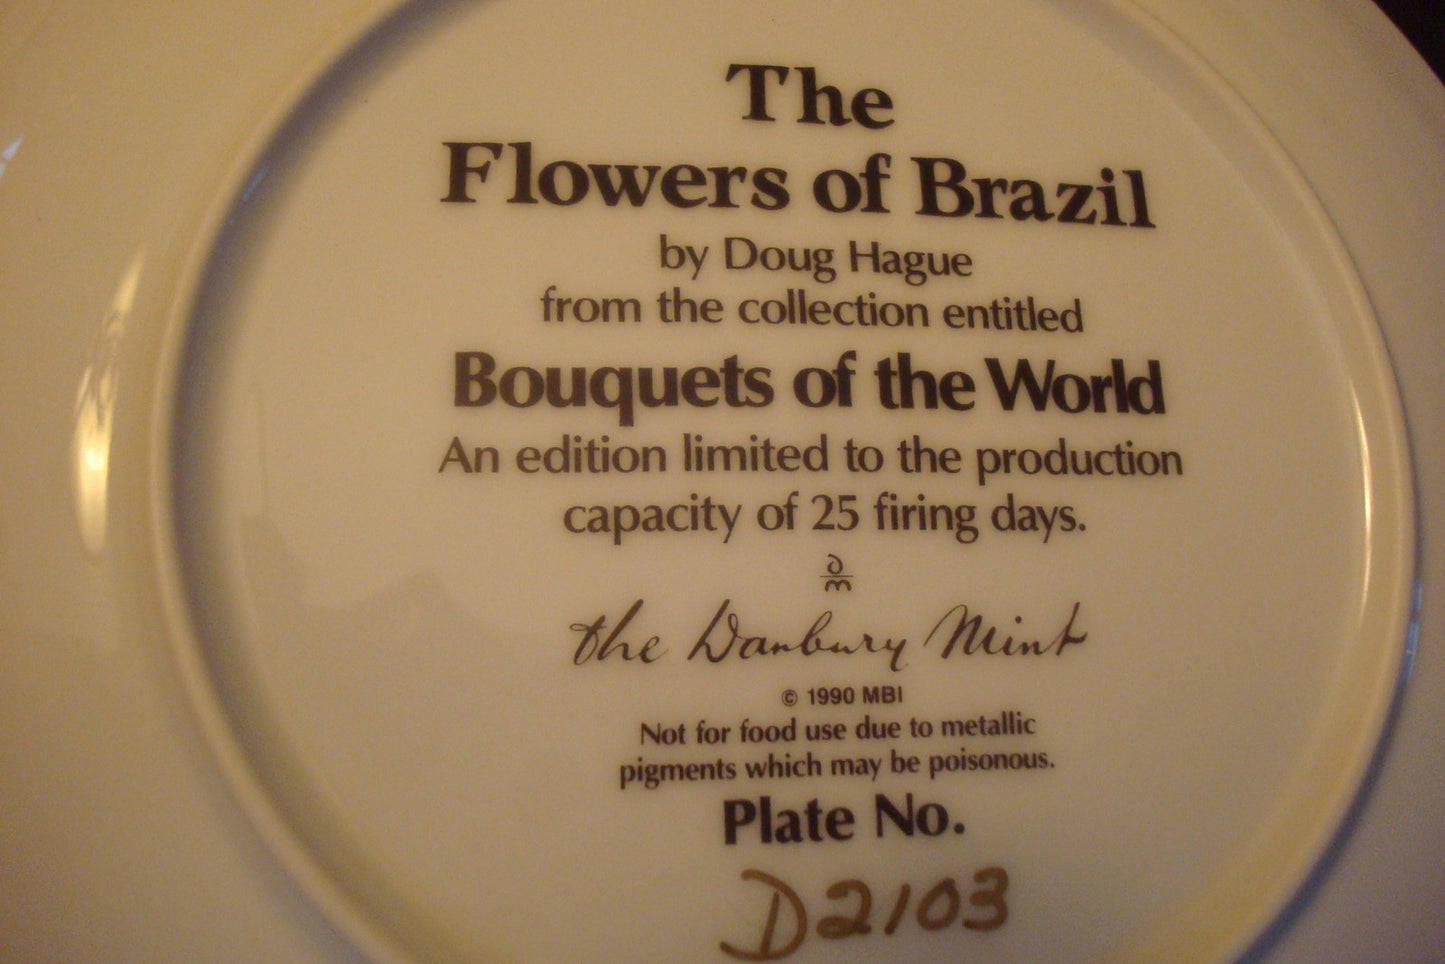 The
Flowers of Brazil
by Doug Hague
from the collection entitled
Bouquets of the World
An edition limited to the production
capacity of 25 firing days.
dm
the Danbury Mint
© 1990 MBI
Not for food use due to metallic
pigments which may be poisonous.
Plate No.
D2103